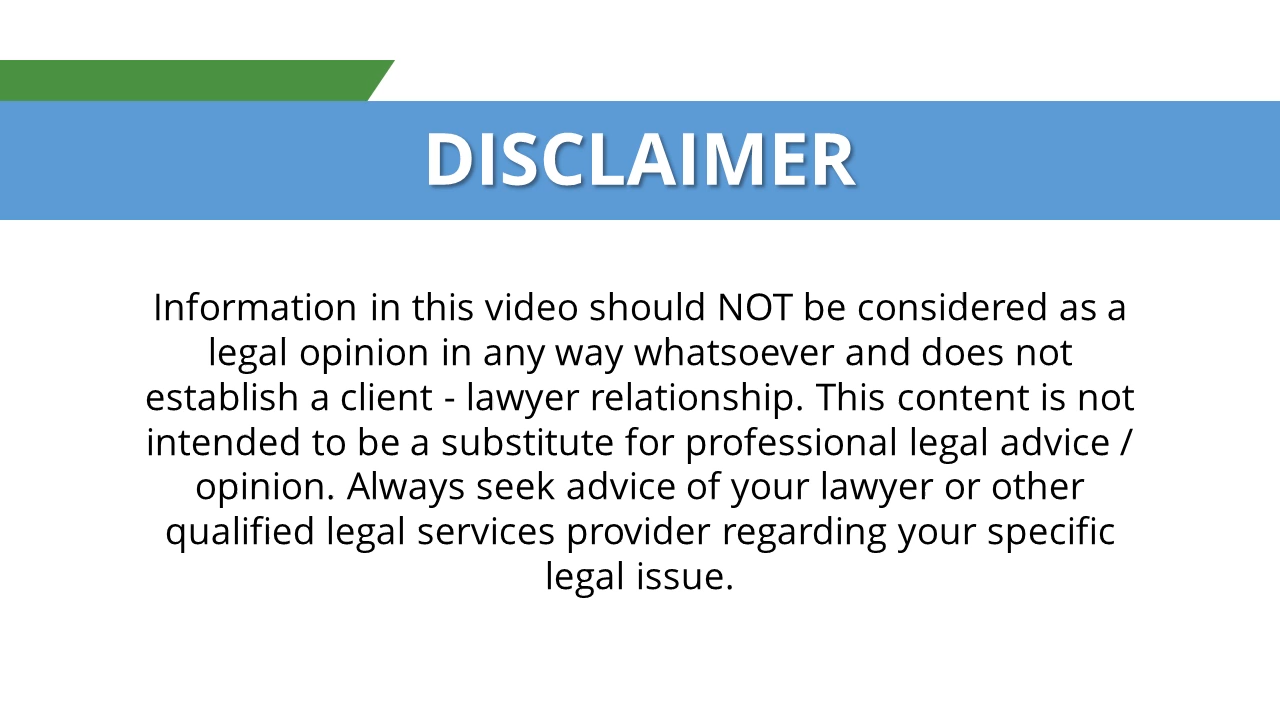 DISCLAIMER
Information in this video should NOT be considered as a
legal opinion in any way whatsoever and does not
establish a client - lawyer relationship. This content is not
intended to be a substitute for professional legal advice /
opinion. Always seek advice of your lawyer or other
qualified legal services provider regarding your specific
legal issue.